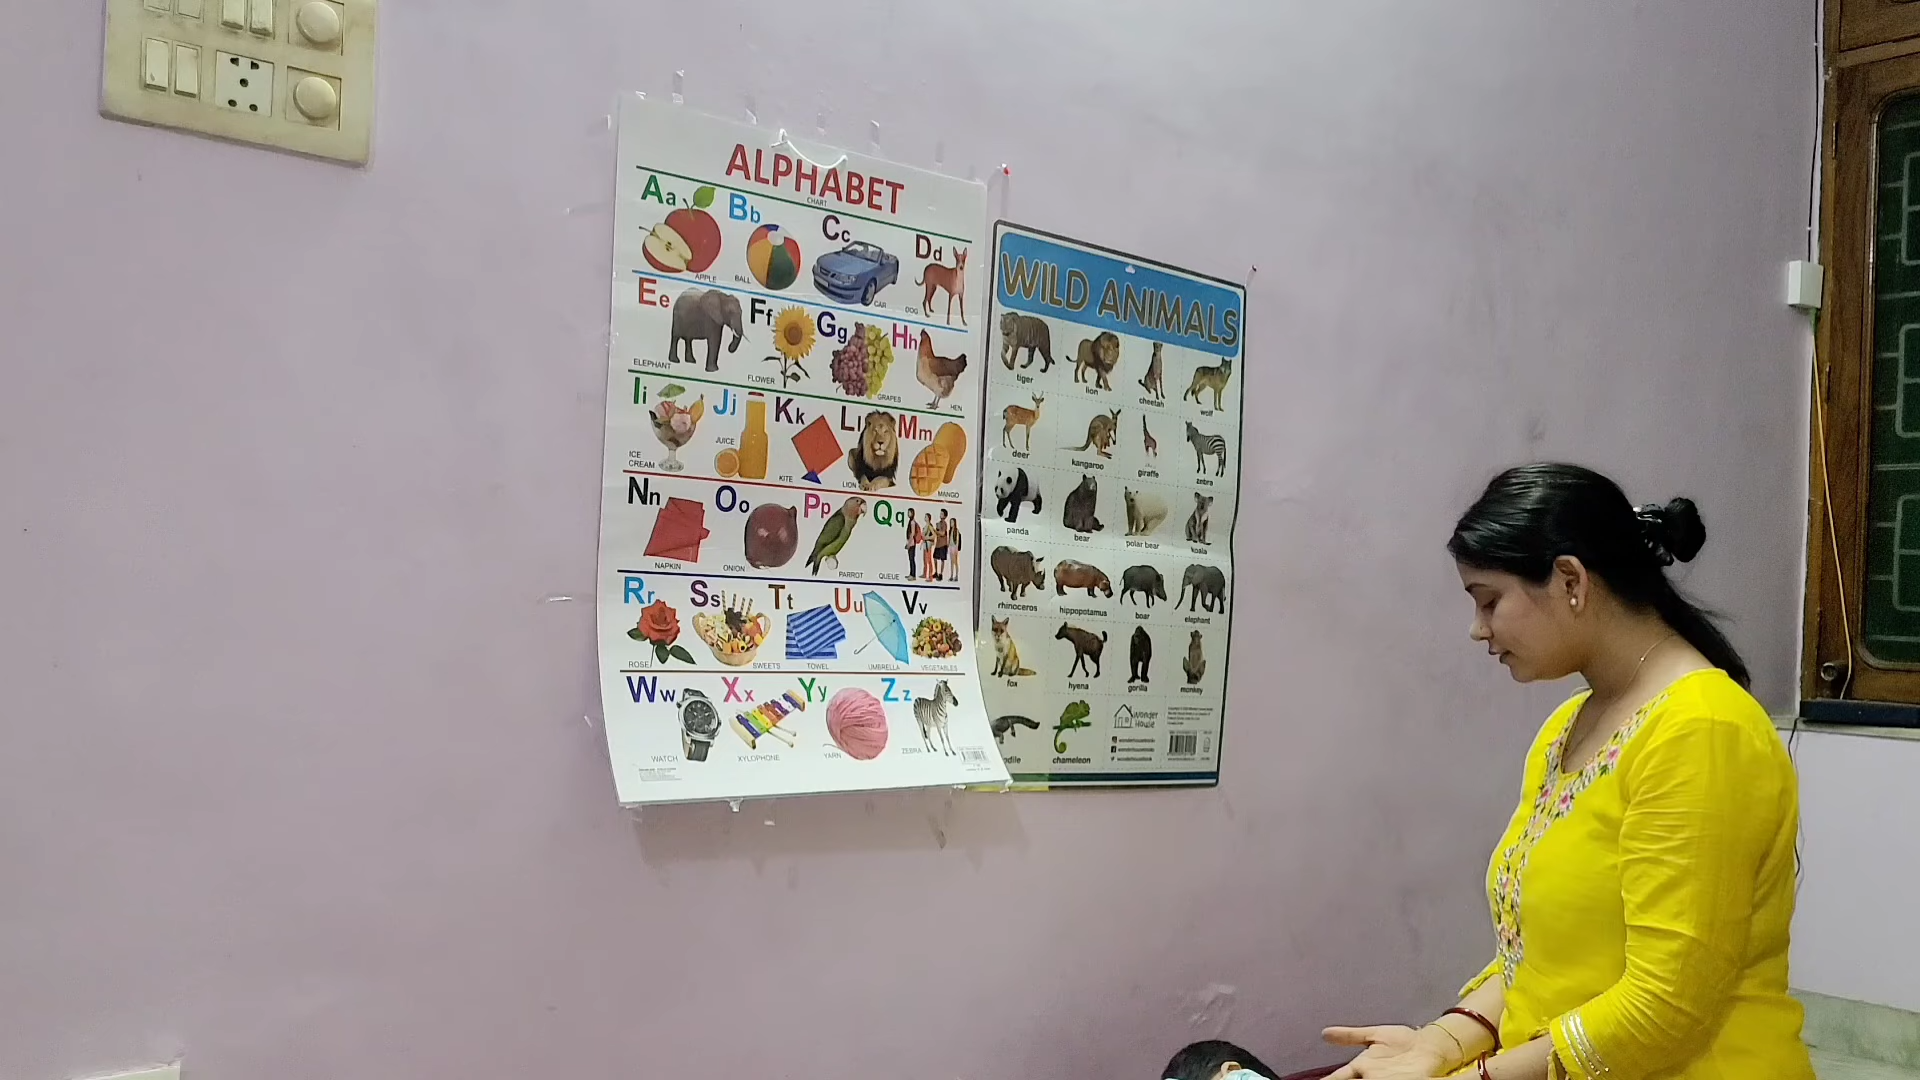 ALPHABET
CHART
Aa Bb Cc Dd
APPLE BALL CAR DOG
Ee Ff Gg Hh
ELEPHANT FLOWER GRAPES HEN
Ii Jj Kk Ll Mm
ICE CREAM JUICE KITE LION MANGO
Nn Oo Pp Qq
NAPKIN ONION PARROT QUEUE
Rr Ss Tt Uu Vv
ROSE SWEETS TOWEL UMBRELLA VEGETABLES
Ww Xx Yy Zz
WATCH XYLOPHONE YARN ZEBRA
WILD ANIMALS
tiger lion cheetah wolf
deer kangaroo giraffe zebra
panda bear polar bear koala
rhinoceros hippopotamus boar elephant
fox hyena gorilla monkey
odile chameleon
Wonder House